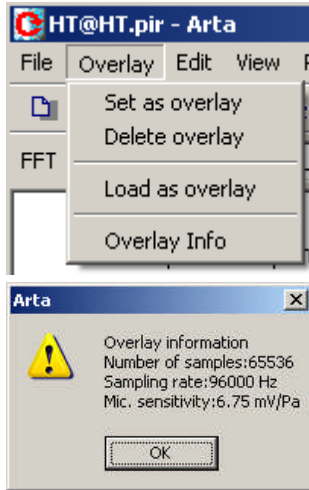 HT@HT.pir - Arta
File Overlay Edit View
FFT
Set as overlay
Delete overlay
Load as overlay
Overlay Info
Arta
Overlay information
Number of samples:65536
Sampling rate:96000 Hz
Mic. sensitivity:6.75 mV/Pa
OK